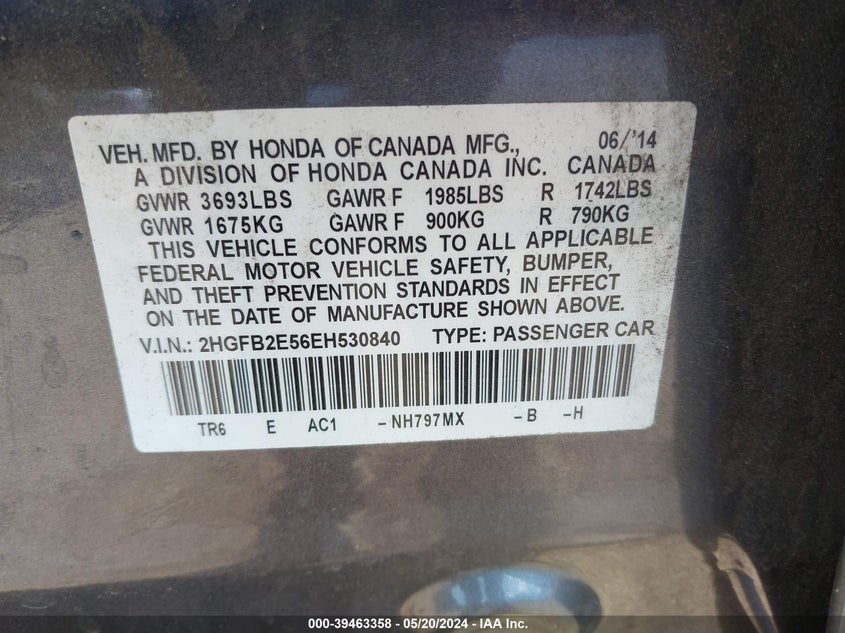 VEH. MFD. BY HONDA OF CANADA MFG., 06/'14
A DIVISION OF HONDA CANADA INC. CANADA
GVWR 3693LBS GAWR F 1985LBS R 1742LBS
GVWR 1675KG GAWR F 900KG R 790KG
THIS VEHICLE CONFORMS TO ALL APPLICABLE
FEDERAL MOTOR VEHICLE SAFETY, BUMPER,
AND THEFT PREVENTION STANDARDS IN EFFECT
ON THE DATE OF MANUFACTURE SHOWN ABOVE.
V.I.N.: 2HGFB2E56EH530840 TYPE: PASSENGER CAR
TR6 E AC1 -NH797MX -B -H
000-39463358 - 05/20/2024 - IAA Inc.